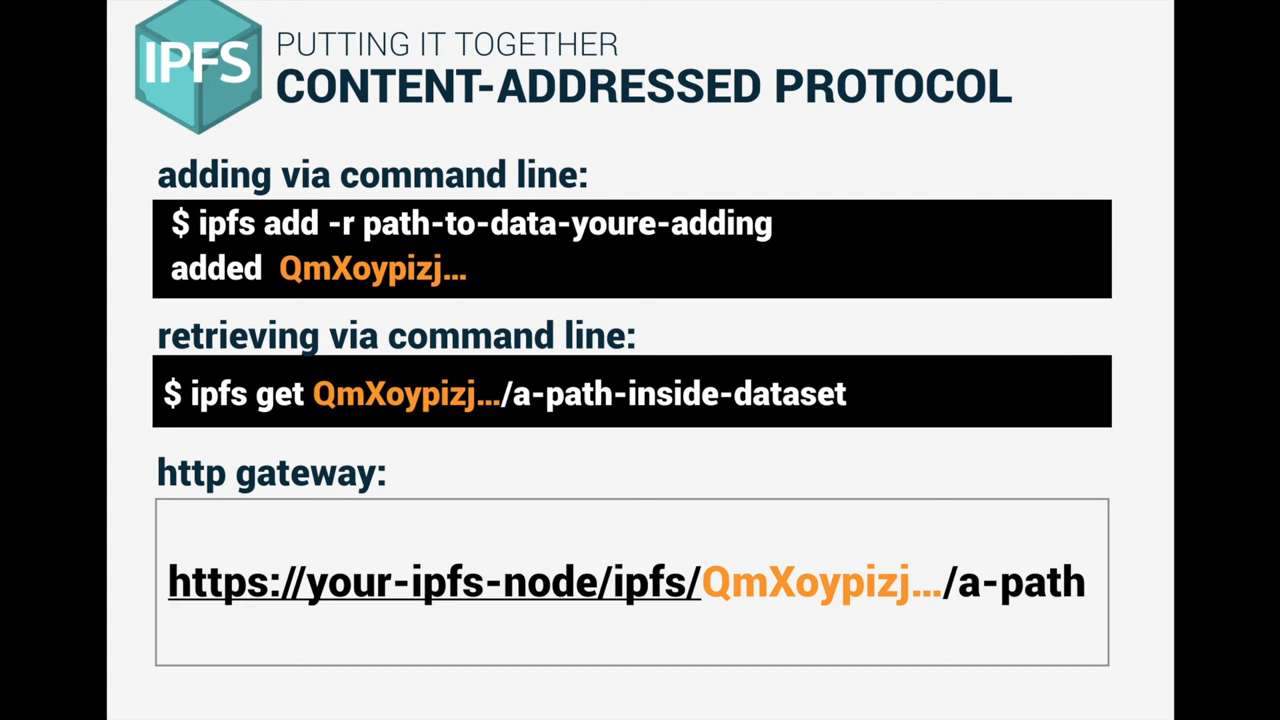 IPFS
PUTTING IT TOGETHER
CONTENT-ADDRESSED PROTOCOL
adding via command line:
$ ipfs add -r path-to-data-youre-adding
added QmXoypizj...
retrieving via command line:
$ ipfs get QmXoypizj.../a-path-inside-dataset
http gateway:
https://your-ipfs-node/ipfs/QmXoypizj.../a-path